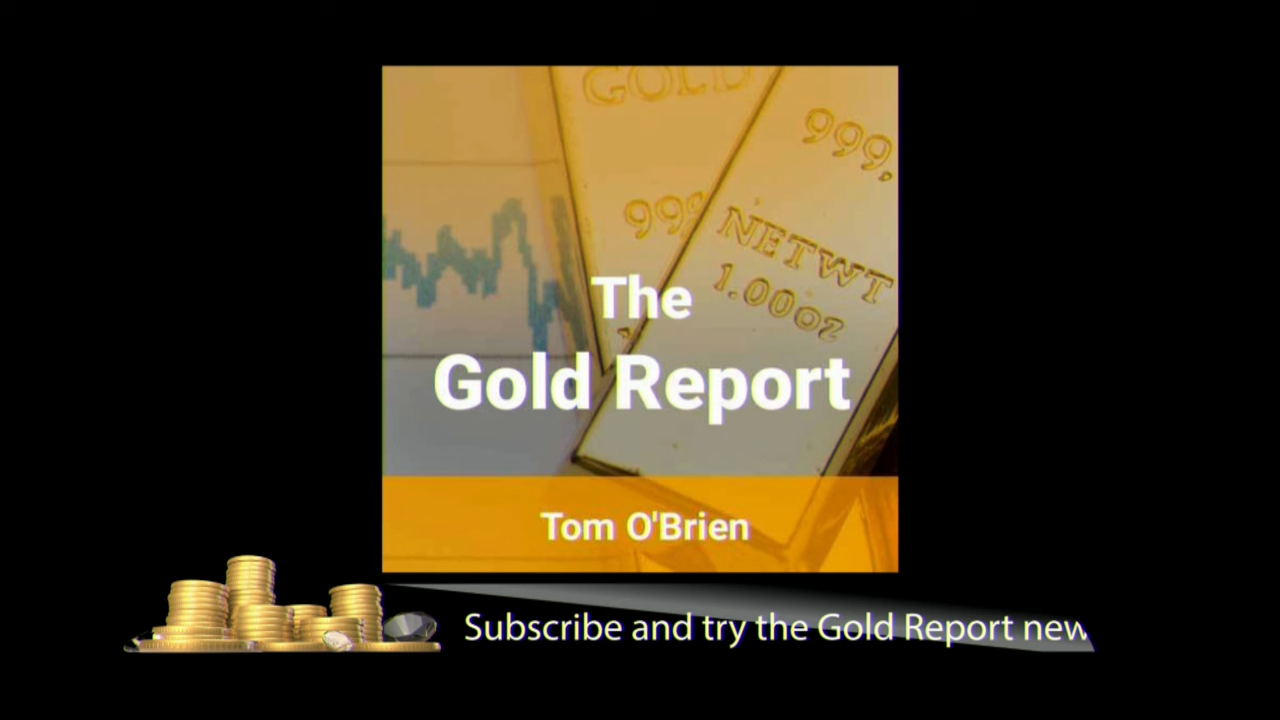 GOLD
999.
999
NETWT
1.00oz
The
Gold Report
Tom O'Brien
Subscribe and try the Gold Report new